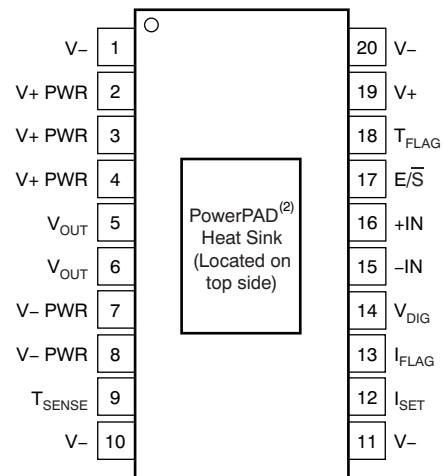 V− 1
V+ PWR 2
V+ PWR 3
V+ PWR 4
VOUT 5
VOUT 6
V− PWR 7
V− PWR 8
TSENSE 9
V− 10
PowerPAD(2)
Heat Sink
(Located on
top side)
20 V−
19 V+
18 TFLAG
17 E/S̅
16 +IN
15 −IN
14 VDIG
13 IFLAG
12 ISET
11 V−